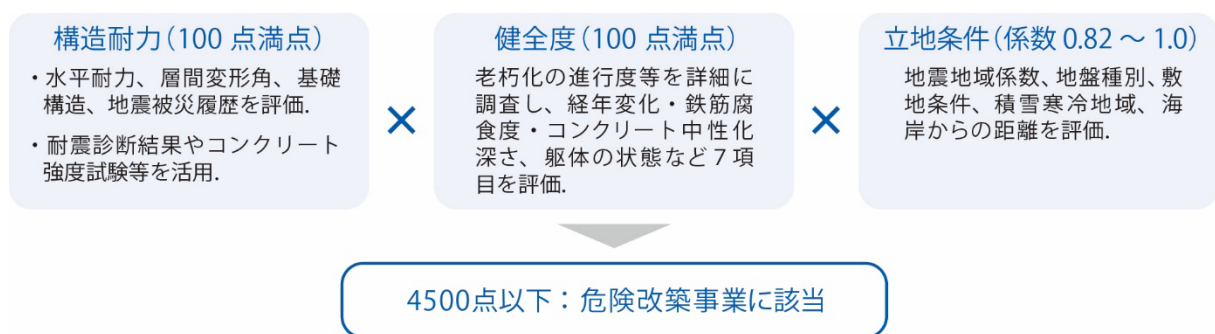 構造耐力(100 点満点)
・水平耐力、層間変形角、基礎
構造、地震被災履歴を評価.
・耐震診断結果やコンクリート
強度試験等を活用.
×
健全度(100 点満点)
老朽化の進行度等を詳細に
調査し、経年変化・鉄筋腐
食度・コンクリート中性化
深さ、躯体の状態など7項
目を評価.
×
立地条件(係数 0.82 ~ 1.0)
地震地域係数、地盤種別、敷
地条件、積雪寒冷地域、海
岸からの距離を評価.
4500点以下:危険改築事業に該当